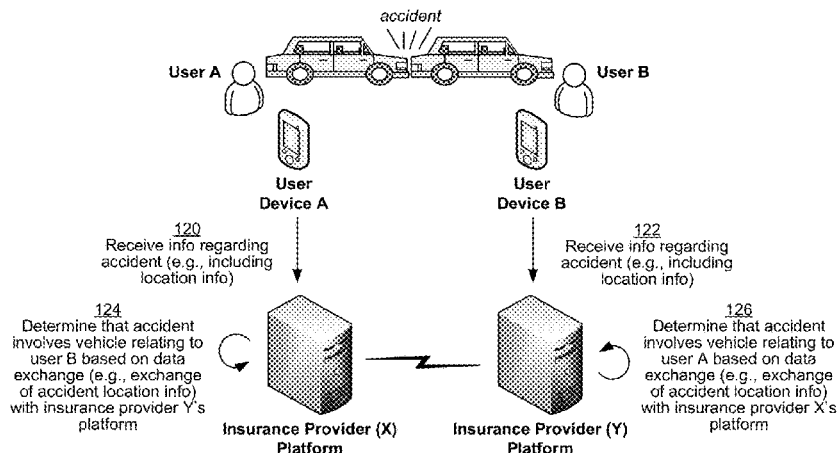 accident
User A
User B
User
Device A
User
Device B
120
Receive info regarding
accident (e.g., including
location info)
122
Receive info regarding
accident (e.g., including
location info)
124
Determine that accident
involves vehicle relating to
user B based on data
exchange (e.g., exchange
of accident location info)
with insurance provider Y's
platform
126
Determine that accident
involves vehicle relating to
user A based on data
exchange (e.g., exchange
of accident location info)
with insurance provider X's
platform
Insurance Provider (X)
Platform
Insurance Provider (Y)
Platform